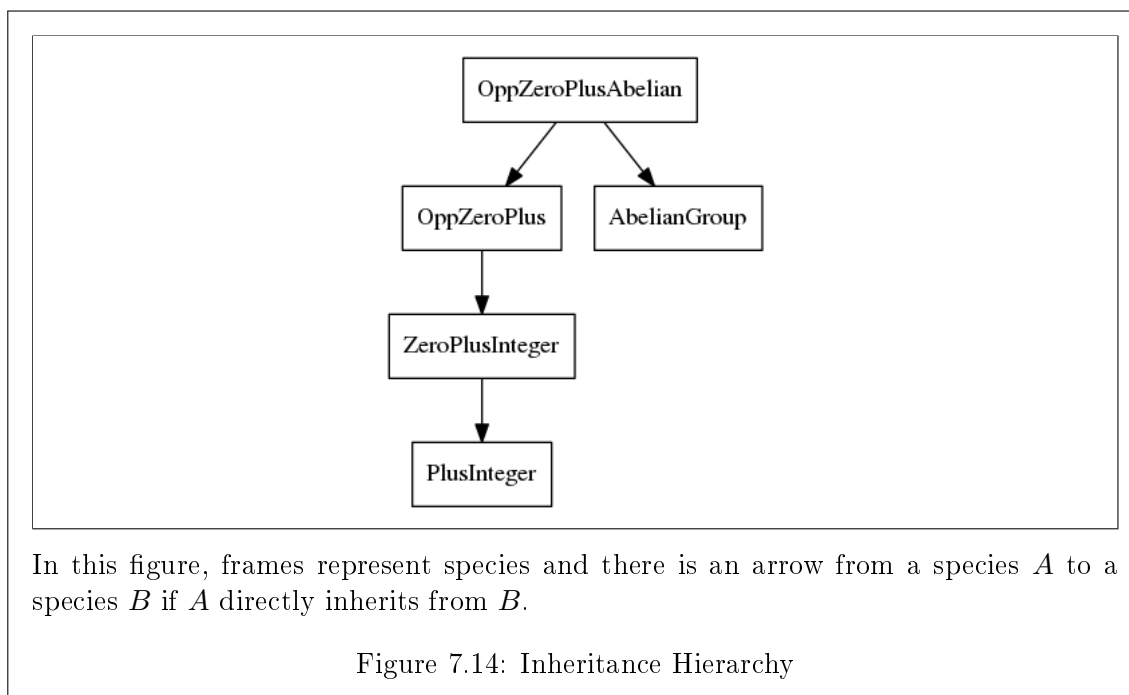 OppZeroPlusAbelian
OppZeroPlus
AbelianGroup
ZeroPlusInteger
PlusInteger
In this figure, frames represent species and there is an arrow from a species A to a
species B if A directly inherits from B.
Figure 7.14: Inheritance Hierarchy